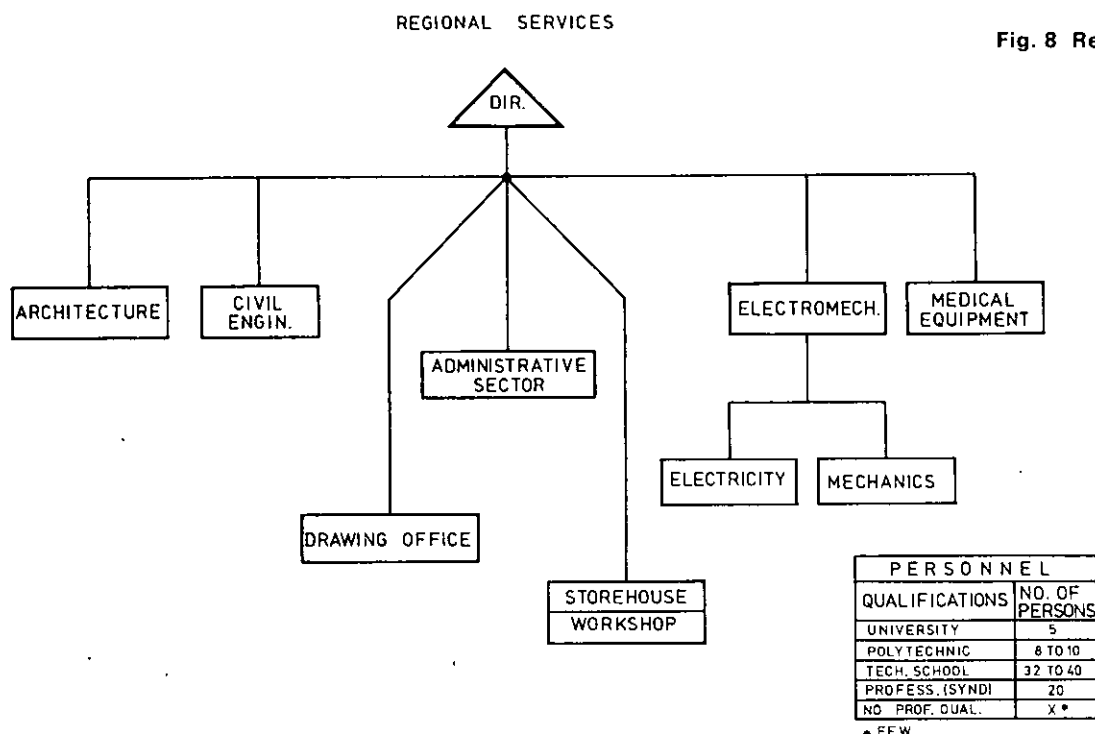 REGIONAL SERVICES
Fig. 8 Re
DIR.
ARCHITECTURE
CIVIL
ENGIN.
ELECTROMECH.
MEDICAL
EQUIPMENT
ADMINISTRATIVE
SECTOR
ELECTRICITY
MECHANICS
DRAWING OFFICE
STOREHOUSE
WORKSHOP
PERSONNEL
QUALIFICATIONS NO. OF PERSONS
UNIVERSITY 5
POLYTECHNIC 8 TO 10
TECH. SCHOOL 32 TO 40
PROFESS. (SYND) 20
NO PROF. QUAL. X •
• FEW